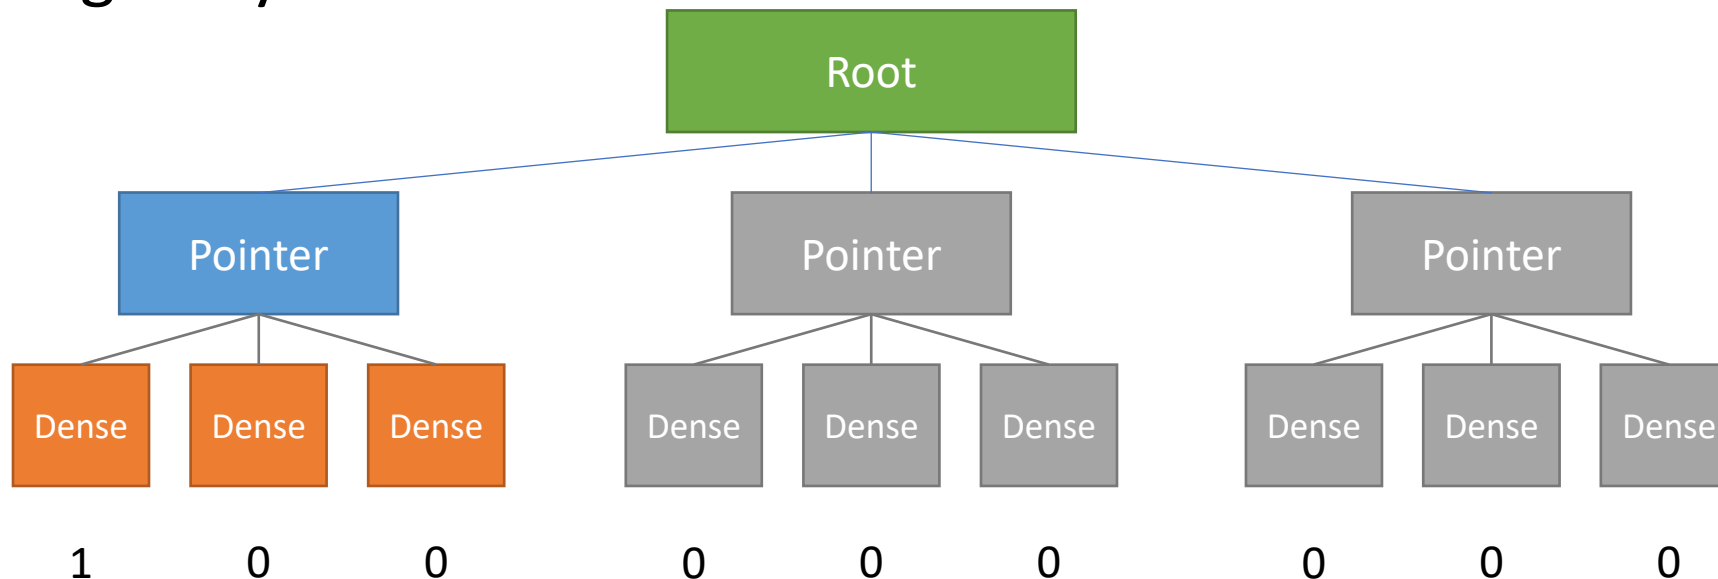 Root
Pointer Pointer Pointer
Dense Dense Dense Dense Dense Dense Dense Dense Dense
1 0 0 0 0 0 0 0 0